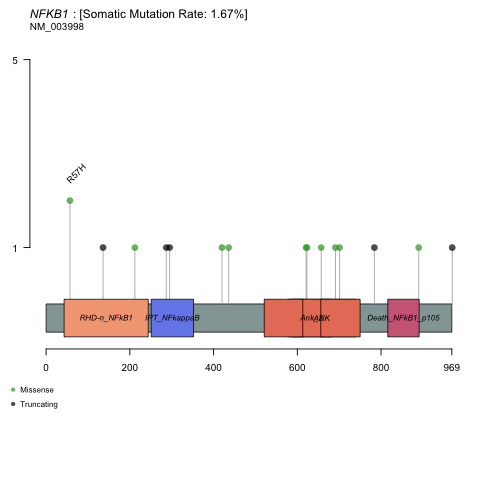 NFKB1 : [Somatic Mutation Rate: 1.67%]
NM_003998
5
R57H
1
RHD-n_NFkB1
IPT_NFkappaB
Death_NFkB1_p105
0
200
400
600
800
969
Missense
Truncating